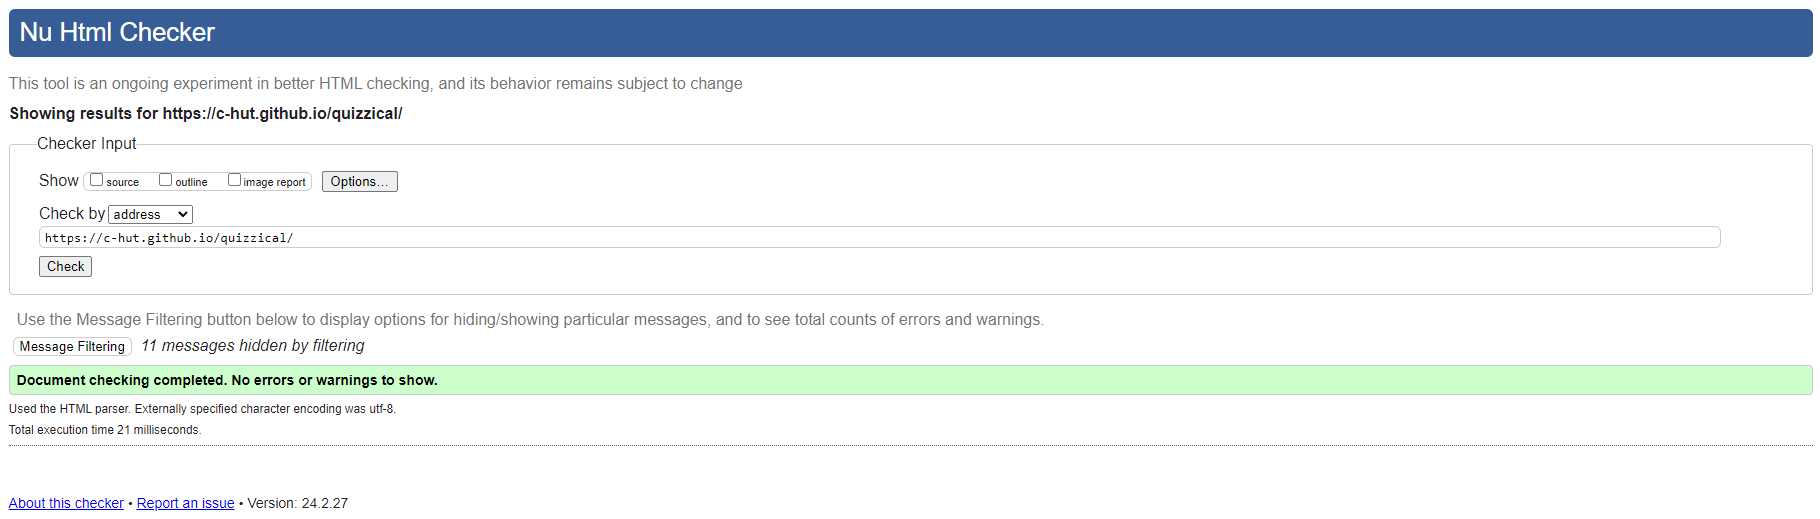 Nu Html Checker
This tool is an ongoing experiment in better HTML checking, and its behavior remains subject to change
Showing results for https://c-hut.github.io/quizzical/
Checker Input
Show source outline image report Options...
Check by address
https://c-hut.github.io/quizzical/
Check
Use the Message Filtering button below to display options for hiding/showing particular messages, and to see total counts of errors and warnings.
Message Filtering 11 messages hidden by filtering
Document checking completed. No errors or warnings to show.
Used the HTML parser. Externally specified character encoding was utf-8.
Total execution time 21 milliseconds.
About this checker • Report an issue • Version: 24.2.27